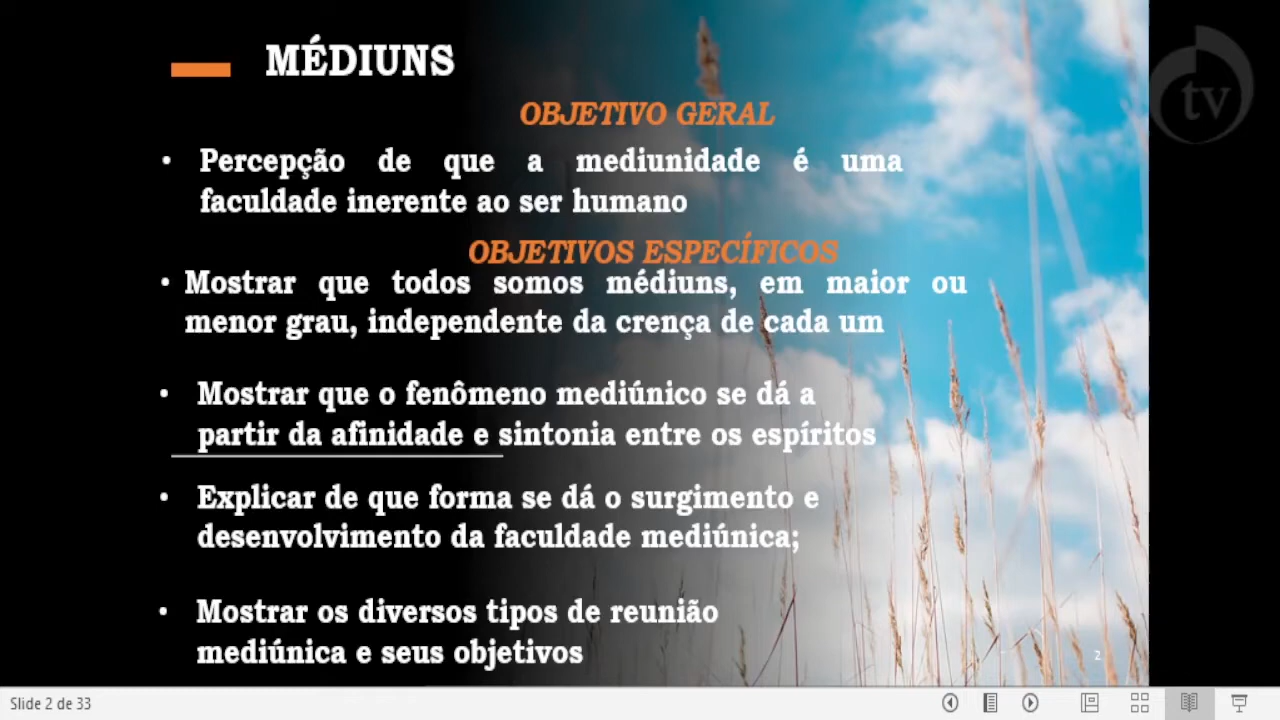 MÉDIUNS
tv
OBJETIVO GERAL
• Percepção de que a mediunidade é uma
faculdade inerente ao ser humano
OBJETIVOS ESPECÍFICOS
• Mostrar que todos somos médiuns, em maior ou
menor grau, independente da crença de cada um
• Mostrar que o fenômeno mediúnico se dá a
partir da afinidade e sintonia entre os espíritos
• Explicar de que forma se dá o surgimento e
desenvolvimento da faculdade mediúnica;
• Mostrar os diversos tipos de reunião
mediúnica e seus objetivos
2
Slide 2 de 33